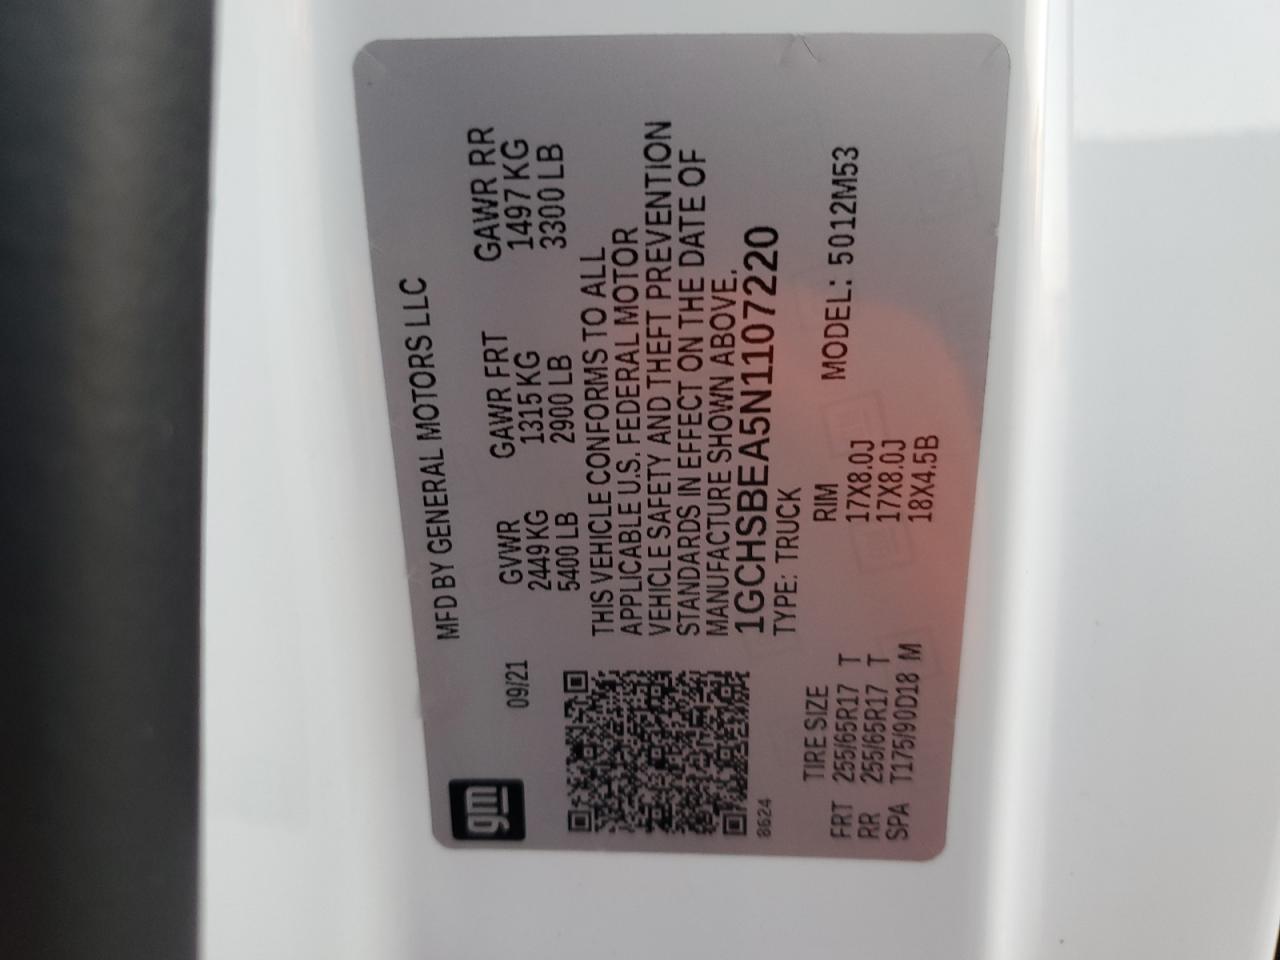 gm
MFD BY GENERAL MOTORS LLC
09/21
GVWR GAWR FRT GAWR RR
2449 KG 1315 KG 1497 KG
5400 LB 2900 LB 3300 LB
THIS VEHICLE CONFORMS TO ALL
APPLICABLE U.S. FEDERAL MOTOR
VEHICLE SAFETY AND THEFT PREVENTION
STANDARDS IN EFFECT ON THE DATE OF
MANUFACTURE SHOWN ABOVE.
1GCHSBEA5N1107220
8624
TYPE: TRUCK
TIRE SIZE RIM MODEL: 5012M53
FRT 255/65R17 T 17X8.0J
RR 255/65R17 T 17X8.0J
SPA T175/90D18 M 18X4.5B